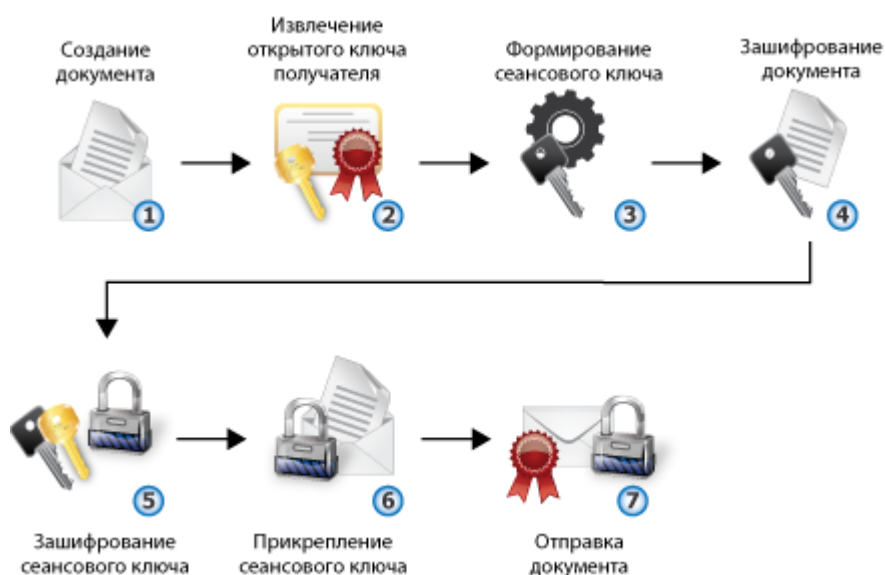 Создание
документа
1
Извлечение
открытого ключа
получателя
2
Формирование
сеансового ключа
3
Зашифрование
документа
4
5
Зашифрование
сеансового ключа
6
Прикрепление
сеансового ключа
7
Отправка
документа